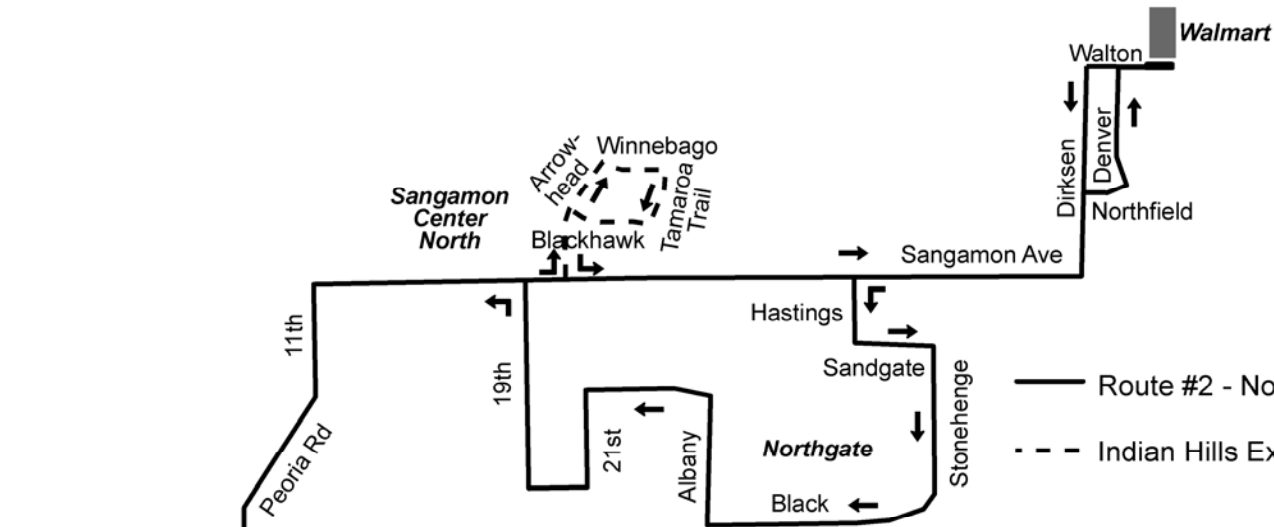 Walmart
Walton
Denver
Dirksen
Northfield
Arrow-
head
Winnebago
Tamaroa
Trail
Sangamon
Center
North
Blackhawk
Sangamon Ave
Hastings
11th
19th
Sandgate
Stonehenge
Route #2 - No
21st
Albany
Northgate
Indian Hills Ex
Peoria Rd
Black